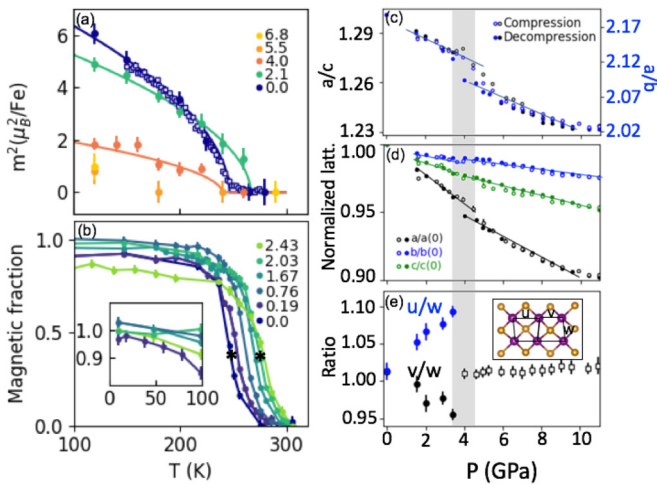 (a)
6.8
5.5
4.0
2.1
0.0
m²(μ_B²/Fe)
6
4
2
0
100
200
300
(b)
2.43
2.03
1.67
0.76
0.19
0.0
Magnetic fraction
1.0
0.5
0.0
*
*
1.0
0.9
0
50
100
100
200
300
T (K)
(c)
Compression
Decompression
a/c
1.29
1.26
1.23
2.17
2.12
2.07
2.02
a/b
(d)
Normalized latt.
1.00
0.95
0.90
a/a(0)
b/b(0)
c/c(0)
(e)
u/w
v/w
u
v
w
Ratio
1.10
1.05
1.00
0.95
0
2
4
6
8
10
P (GPa)